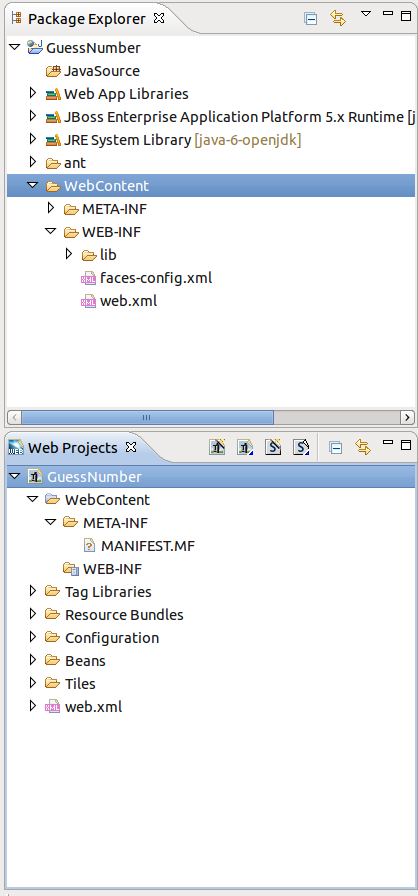 Package Explorer
GuessNumber
JavaSource
Web App Libraries
JBoss Enterprise Application Platform 5.x Runtime [j
JRE System Library [java-6-openjdk]
ant
WebContent
META-INF
WEB-INF
lib
faces-config.xml
web.xml
Web Projects
GuessNumber
WebContent
META-INF
MANIFEST.MF
WEB-INF
Tag Libraries
Resource Bundles
Configuration
Beans
Tiles
web.xml